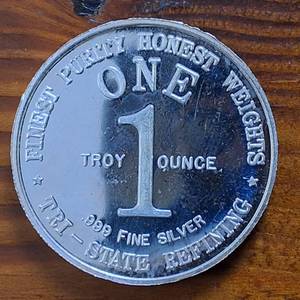 FINEST PURITY HONEST WEIGHTS
ONE
1
TROY OUNCE
.999 FINE SILVER
★ TRI-STATE REFINING ★